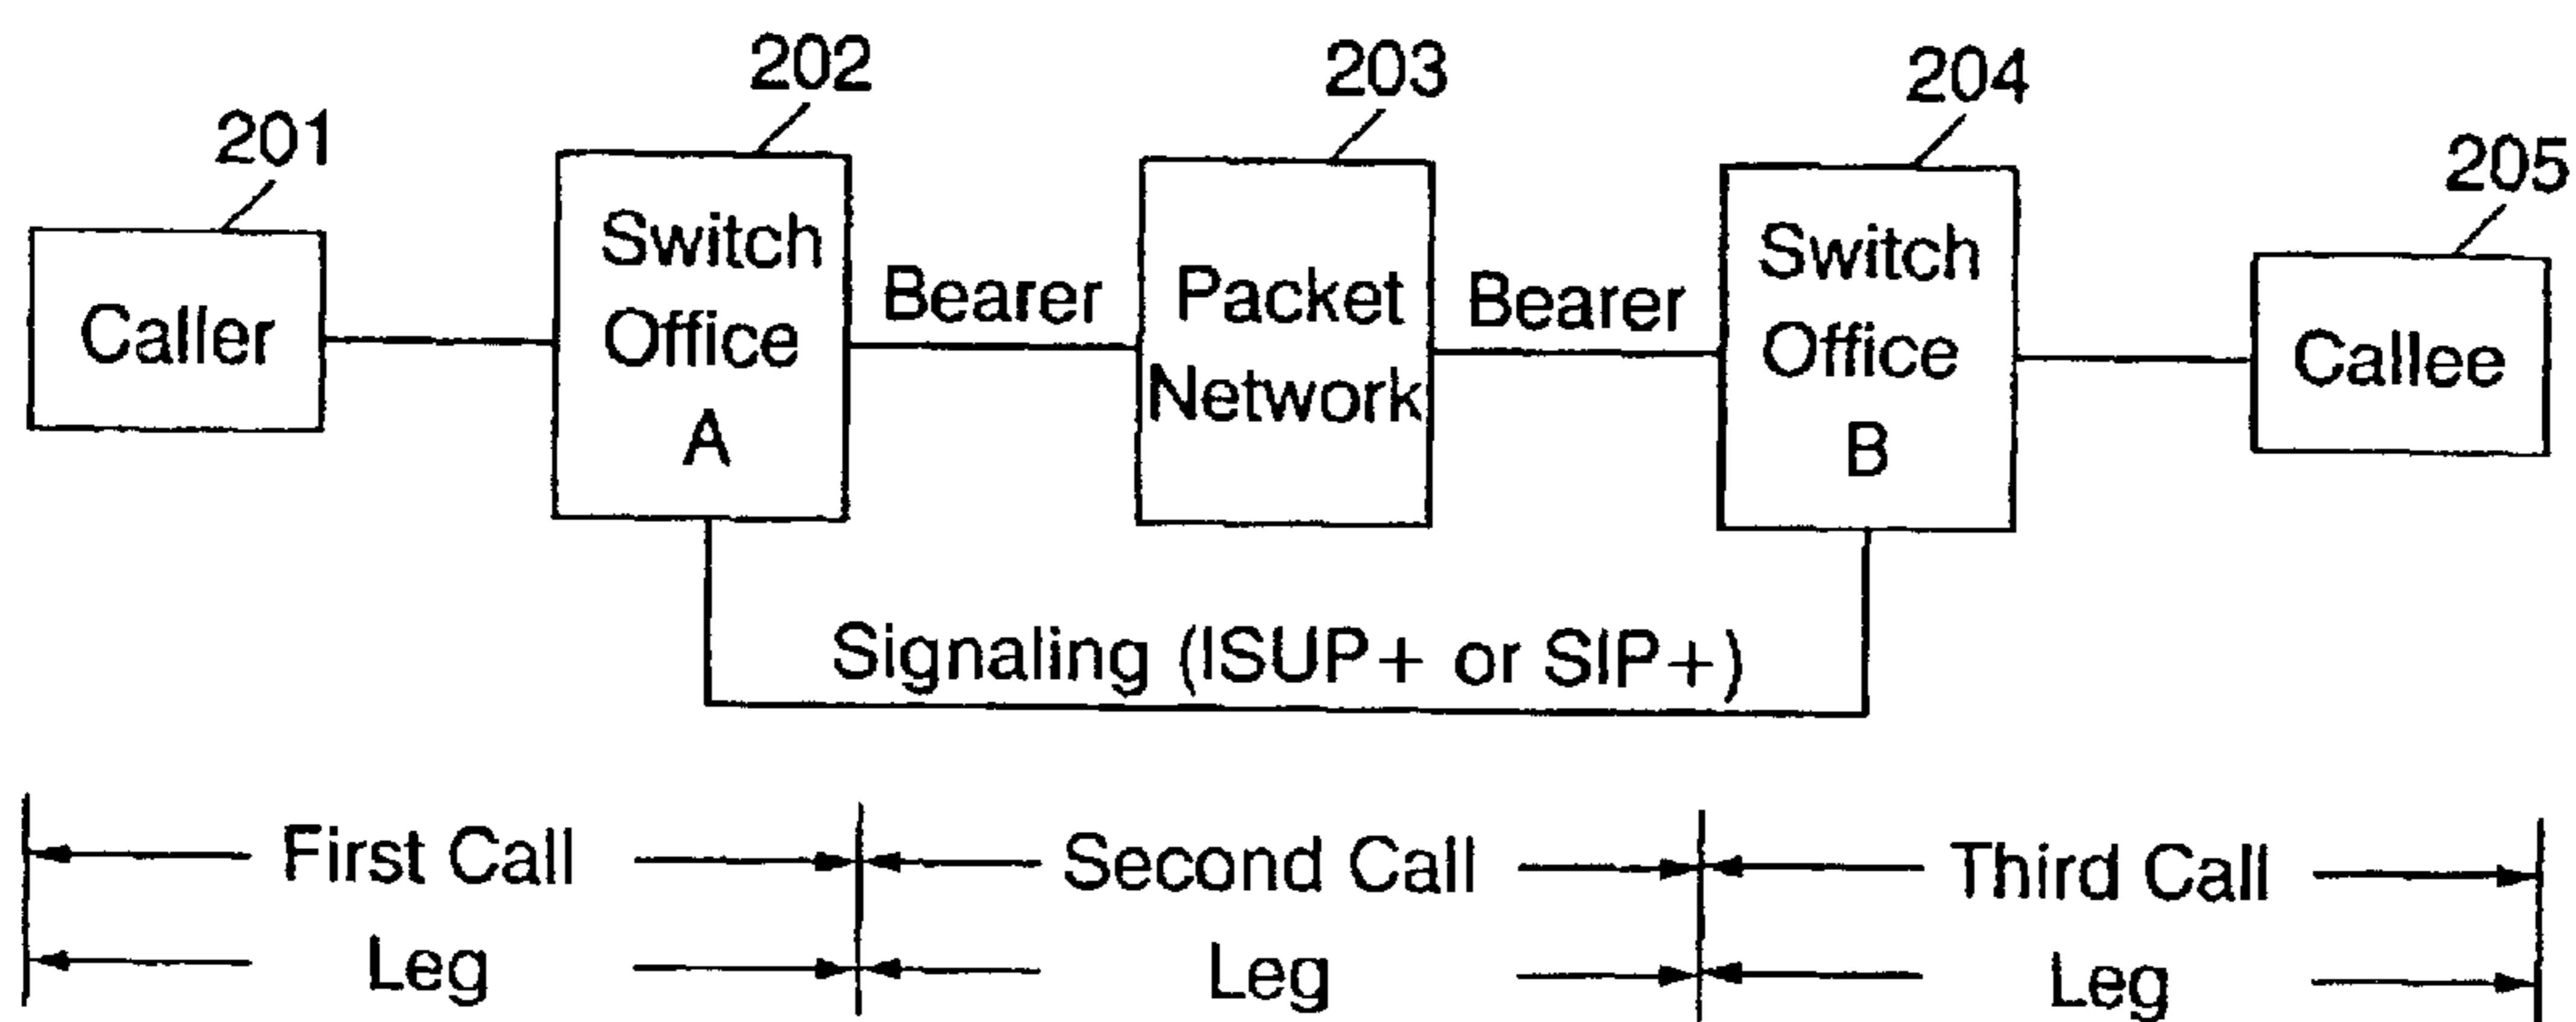 201
202
203
204
205
Caller
Switch
Office
A
Bearer
Packet
Network
Bearer
Switch
Office
B
Callee
Signaling (ISUP+ or SIP+)
First Call
Leg
Second Call
Leg
Third Call
Leg